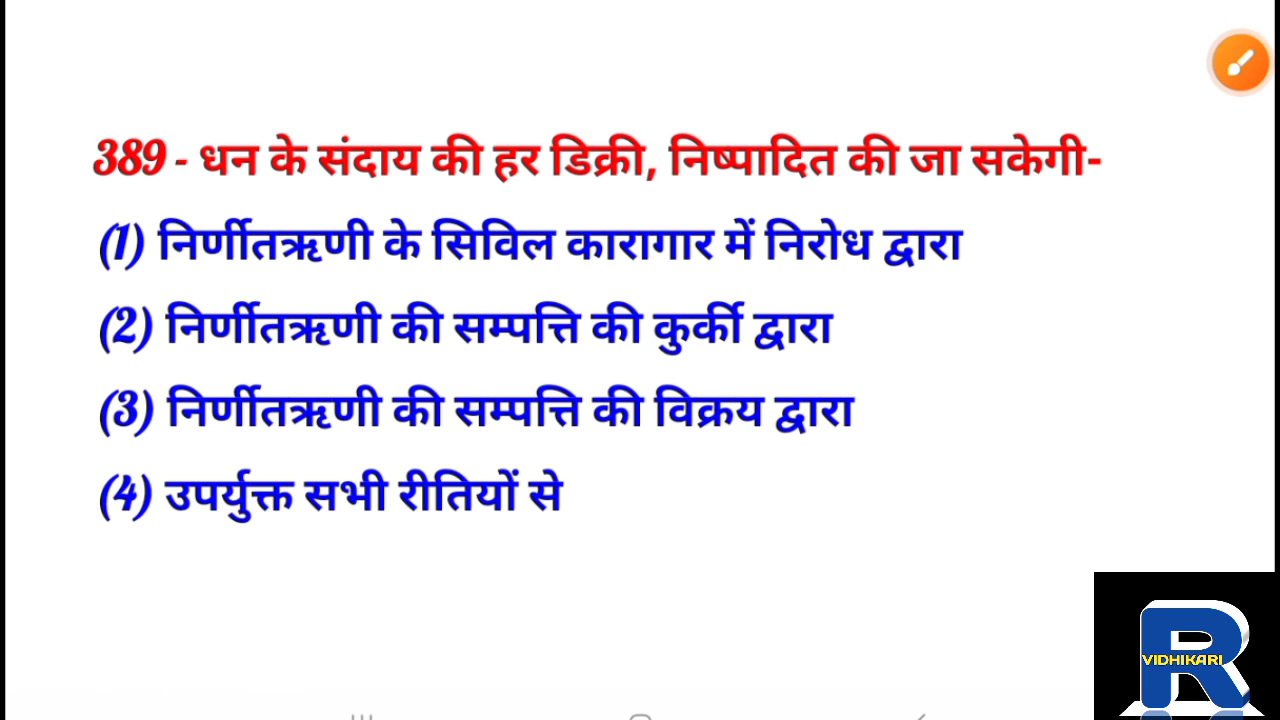 389 - धन के संदाय की हर डिक्री, निष्पादित की जा सकेगी-
(1) निर्णीतऋणी के सिविल कारागार में निरोध द्वारा
(2) निर्णीतऋणी की सम्पत्ति की कुर्की द्वारा
(3) निर्णीतऋणी की सम्पत्ति की विक्रय द्वारा
(4) उपर्युक्त सभी रीतियों से
R
VIDHIKARI